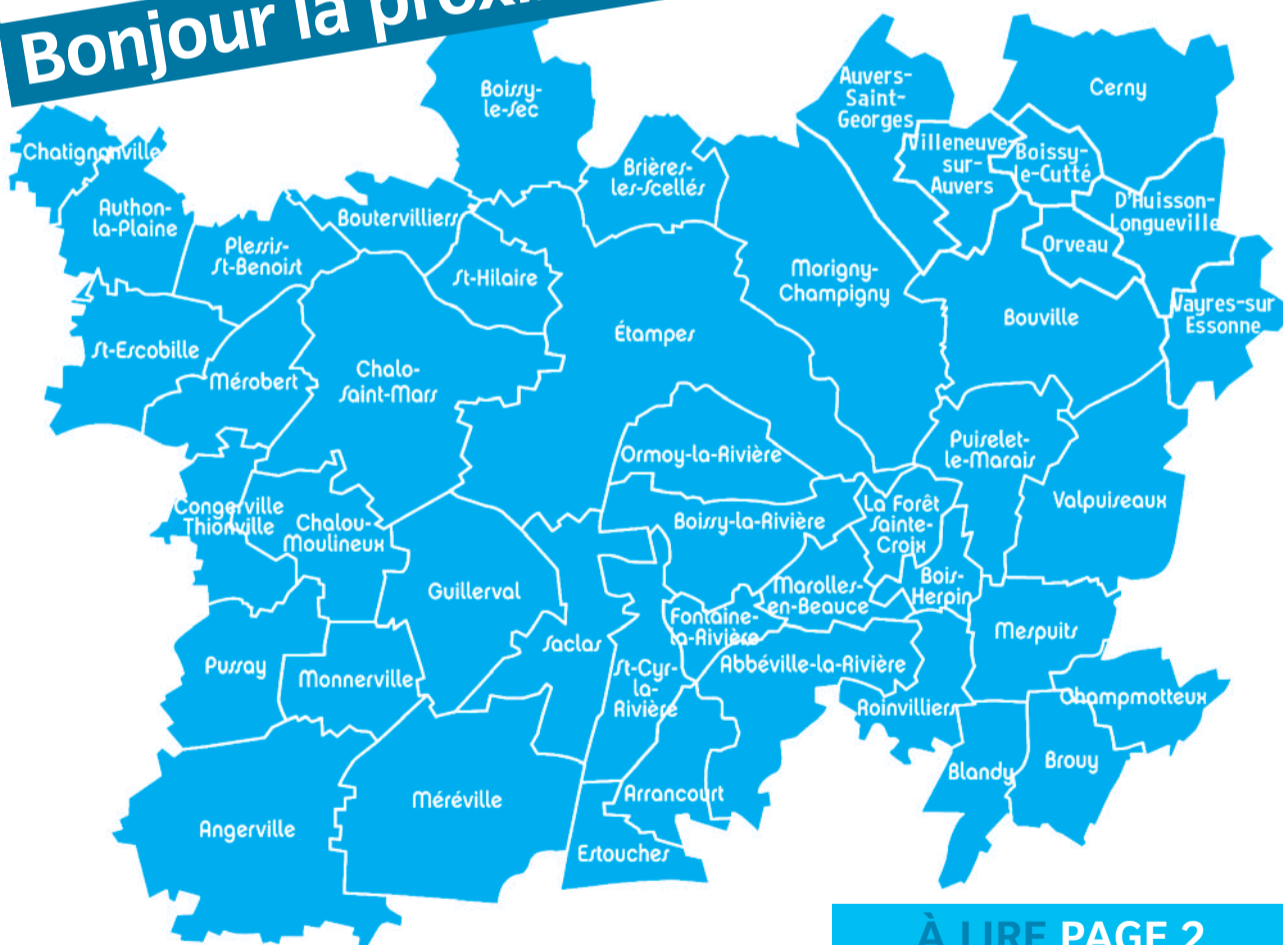 Bonjour la
Boissy-
le-Sec
Auvers-
Saint-
Georges
Cerny
Chatignonville
Brières-
les-Scellés
Villeneuve-
sur-
Auvers
Boissy-
le-Cutté
Authon-
la-Plaine
Boutervilliers
D'Huisson-
Longueville
Plessis-
St-Benoist
Orveau
St-Hilaire
Morigny-
Champigny
Vayres-sur
Essonne
Bouville
Étampes
St-Escobille
Mérobert
Chalo-
Saint-Mars
Ormoy-la-Rivière
Puiselet-
le-Marais
Valpuiseaux
Congerville
Thionville
Chalou-
Moulineux
Boissy-la-Rivière
La Forêt
Sainte-
Croix
Guillerval
Marolles-
en-Beauce
Bois-
Herpin
Fontaine-
la-Rivière
Mespuits
Saclas
Pussay
Monnerville
St-Cyr-
la-
Rivière
Abbéville-la-Rivière
Roinvilliers
Champmotteux
Blandy
Brouy
Angerville
Méréville
Arrancourt
Estouches
À LIRE PAGE 2